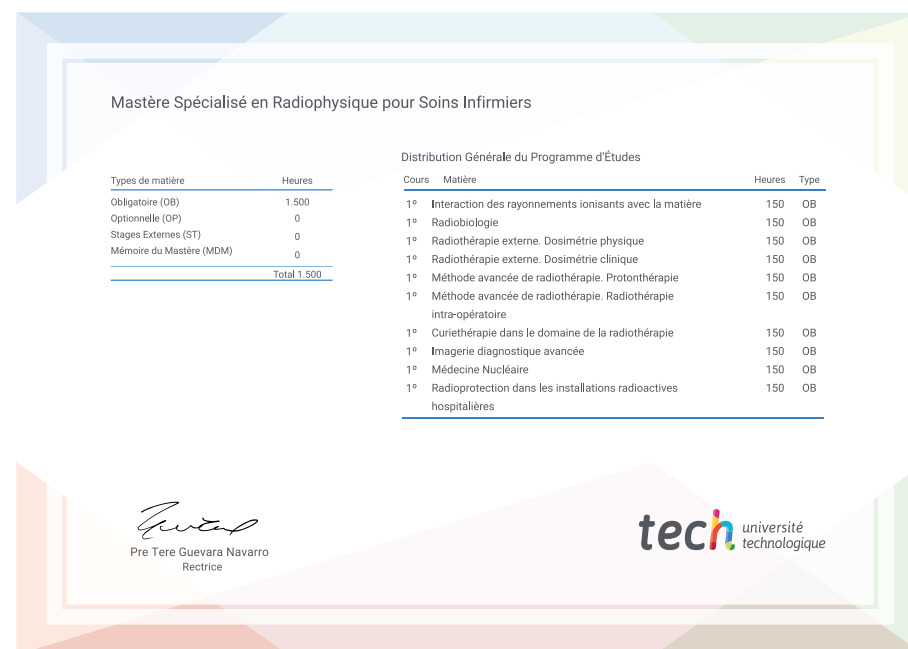 Mastère Spécialisé en Radiophysique pour Soins Infirmiers
Types de matière Heures
Obligatoire (OB) 1.500
Optionnelle (OP) 0
Stages Externes (ST) 0
Mémoire du Mastère (MDM) 0
Total 1.500
Distribution Générale du Programme d'Études
Cours Matière Heures Type
1º Interaction des rayonnements ionisants avec la matière 150 OB
1º Radiobiologie 150 OB
1º Radiothérapie externe. Dosimétrie physique 150 OB
1º Radiothérapie externe. Dosimétrie clinique 150 OB
1º Méthode avancée de radiothérapie. Protonthérapie 150 OB
1º Méthode avancée de radiothérapie. Radiothérapie 150 OB
intra-opératoire
1º Curiethérapie dans le domaine de la radiothérapie 150 OB
1º Imagerie diagnostique avancée 150 OB
1º Médecine Nucléaire 150 OB
1º Radioprotection dans les installations radioactives 150 OB
hospitalières
Pre Tere Guevara Navarro
Rectrice
tech université
technologique